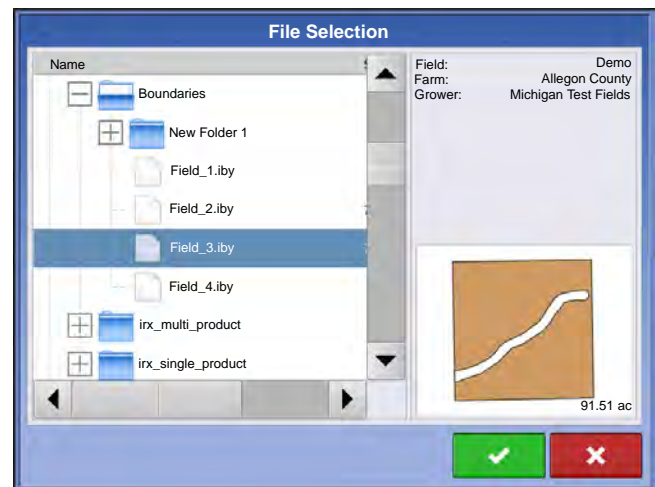 File Selection
Name
Boundaries
New Folder 1
Field_1.iby
Field_2.iby
Field_3.iby
Field_4.iby
irx_multi_product
irx_single_product
Field: Demo
Farm: Allegon County
Grower: Michigan Test Fields
91.51 ac